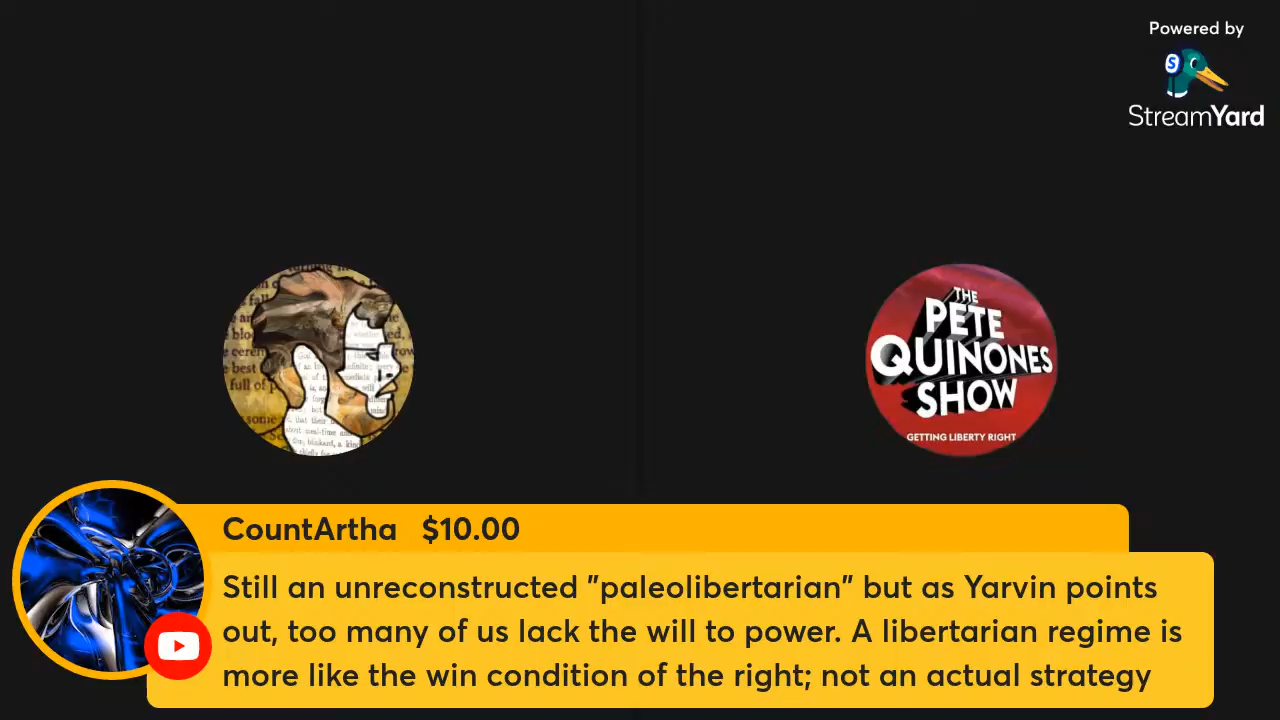 Powered by
S
StreamYard
THE
PETE
QUINONES
SHOW
GETTING LIBERTY RIGHT
CountArtha $10.00
Still an unreconstructed "paleolibertarian" but as Yarvin points
out, too many of us lack the will to power. A libertarian regime is
more like the win condition of the right; not an actual strategy